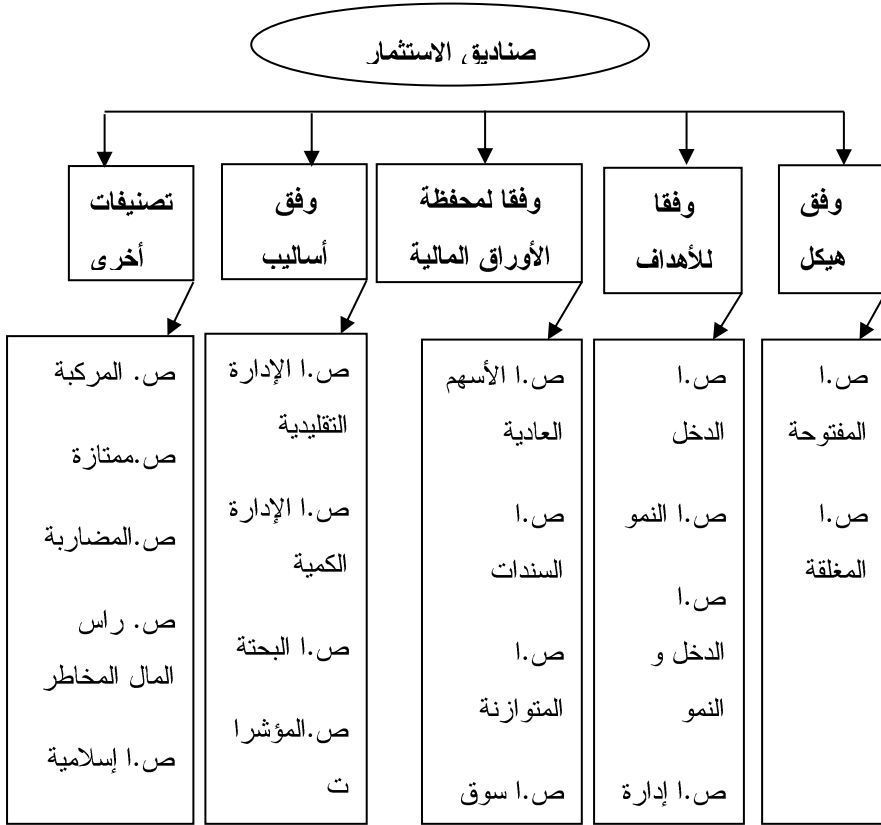 صناديق الاستثمار
وفق
هيكل
وفقا
للأهداف
وفقا لمحفظة
الأوراق المالية
وفق
أساليب
تصنيفات
أخرى
ص.ا
المفتوحة
ص.ا
المغلقة
ص.ا
الدخل
ص.ا النمو
ص.ا
الدخل و
النمو
ص.ا إدارة
ص.ا الأسهم
العادية
ص.ا
السندات
ص.ا
المتوازنة
ص.ا سوق
ص.ا الإدارة
التقليدية
ص.ا الإدارة
الكمية
ص.ا البحتة
ص.المؤشرا
ت
ص. المركبة
ص.ممتازة
ص.المضاربة
ص. راس
المال المخاطر
ص.ا إسلامية